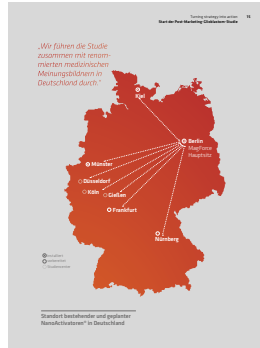 Turning strategy into action 15
Start der Post-Marketing-Glioblastom-Studie
„Wir führen die Studie
zusammen mit renom-
mierten medizinischen
Meinungsbildnern in
Deutschland durch.“
Kiel
Berlin
MagForce
Hauptsitz
Münster
Düsseldorf
Köln
Gießen
Frankfurt
Nürnberg
Standort bestehender und geplanter
NanoActivatoren® in Deutschland